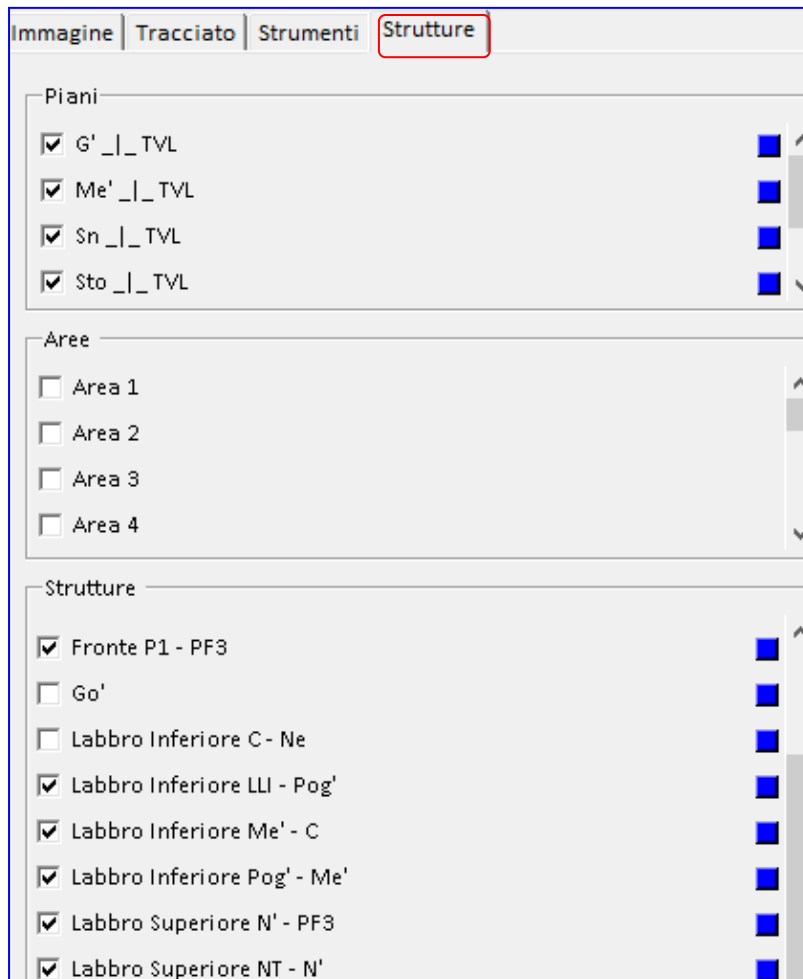 Immagine Tracciato Strumenti Strutture
Piani
G' _|_ TVL
Me' _|_ TVL
Sn _|_ TVL
Sto _|_ TVL
Aree
Area 1
Area 2
Area 3
Area 4
Strutture
Fronte P1 - PF3
Go'
Labbro Inferiore C - Ne
Labbro Inferiore LLI - Pog'
Labbro Inferiore Me' - C
Labbro Inferiore Pog' - Me'
Labbro Superiore N' - PF3
Labbro Superiore NT - N'